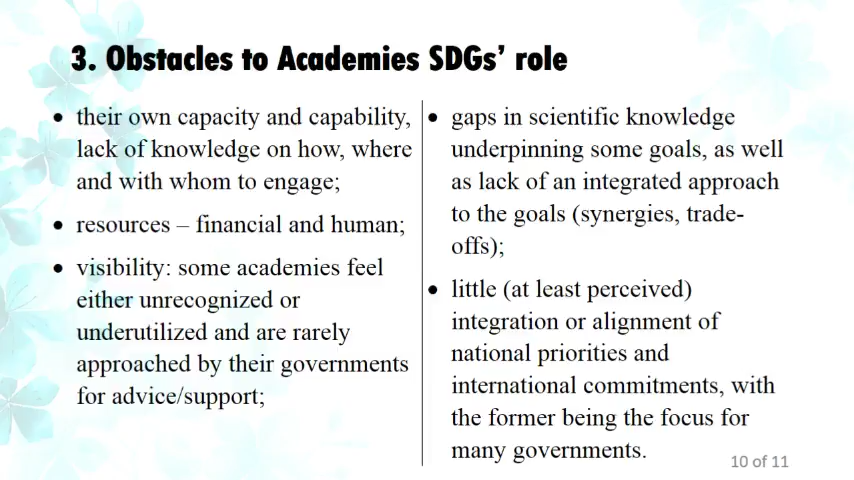 3. Obstacles to Academies SDGs’ role
• their own capacity and capability,
lack of knowledge on how, where
and with whom to engage;
• resources – financial and human;
• visibility: some academies feel
either unrecognized or
underutilized and are rarely
approached by their governments
for advice/support;
• gaps in scientific knowledge
underpinning some goals, as well
as lack of an integrated approach
to the goals (synergies, trade-
offs);
• little (at least perceived)
integration or alignment of
national priorities and
international commitments, with
the former being the focus for
many governments.
10 of 11